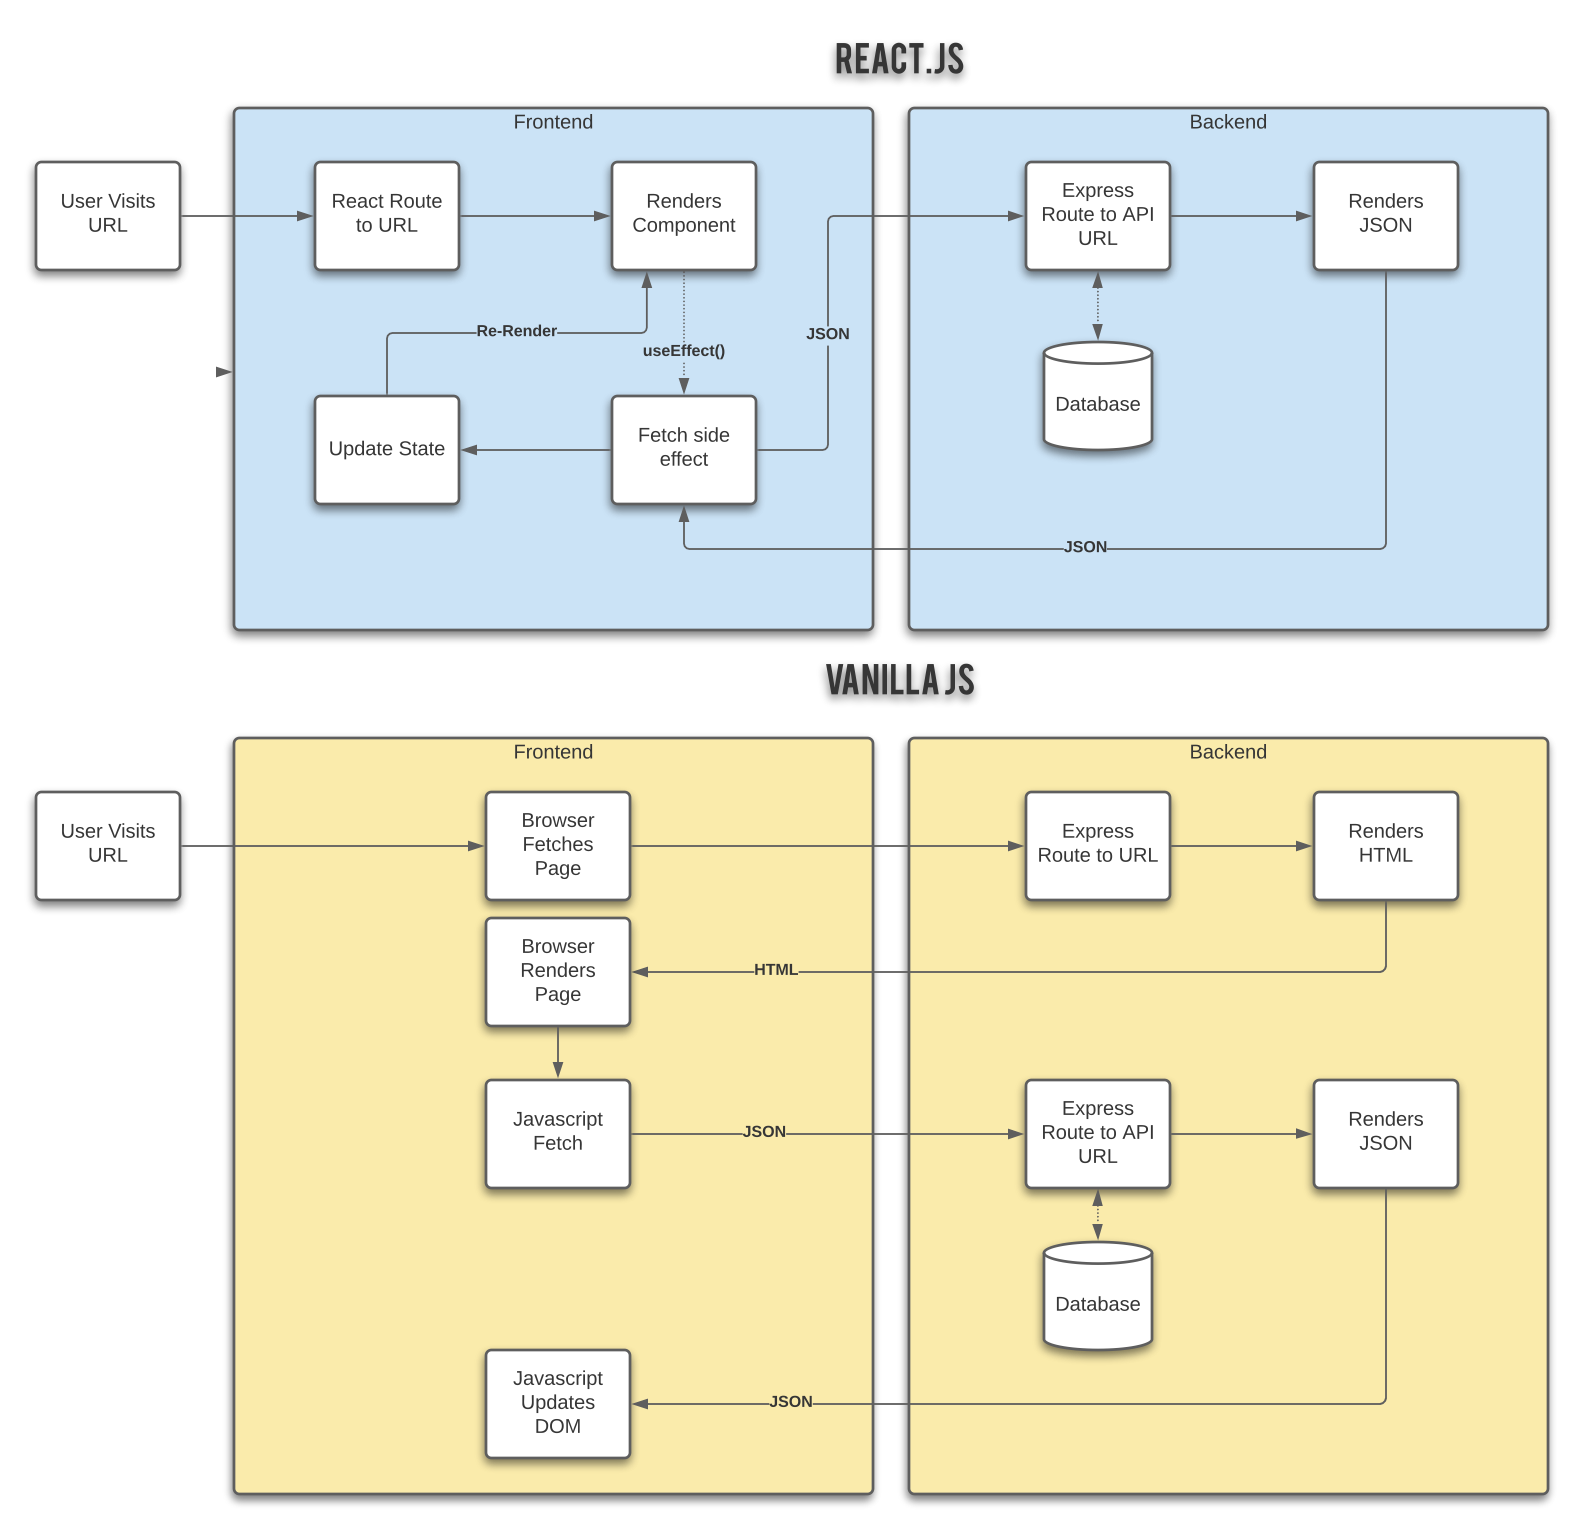 REACT.JS
Frontend
Backend
User Visits
URL
React Route
to URL
Renders
Component
Express
Route to API
URL
Renders
JSON
Re-Render
useEffect()
JSON
Database
Update State
Fetch side
effect
JSON
VANILLA JS
Frontend
Backend
User Visits
URL
Browser
Fetches
Page
Express
Route to URL
Renders
HTML
Browser
Renders
Page
HTML
Javascript
Fetch
JSON
Express
Route to API
URL
Renders
JSON
Database
Javascript
Updates
DOM
JSON